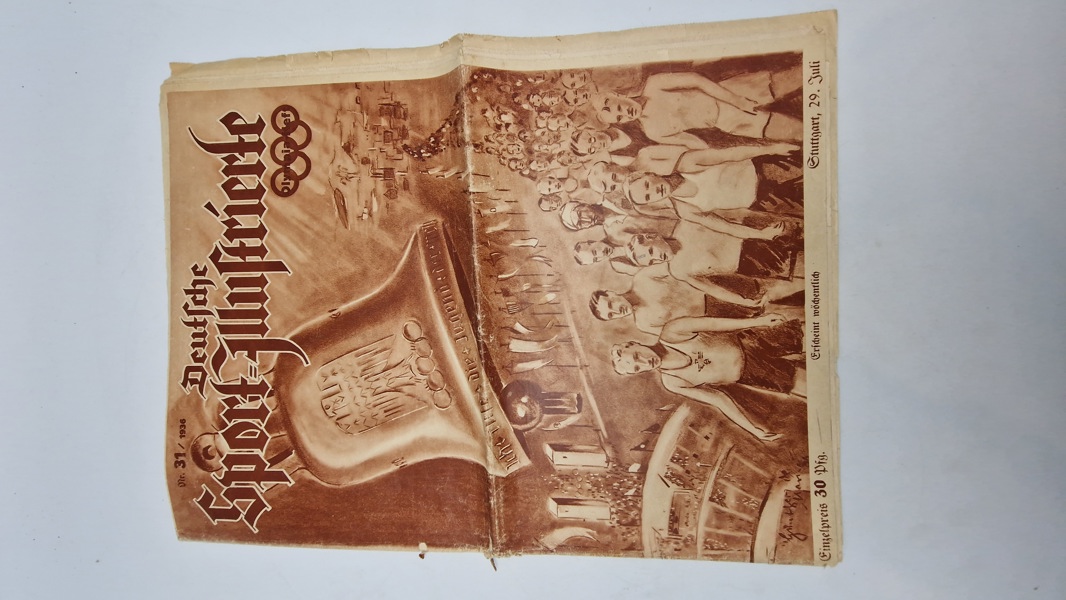 Nr. 31 / 1936
Deutsche
Sport-Illustrierte
Einzelpreis 30 Pfg.
Erscheint wöchentlich
Stuttgart, 29. Juli